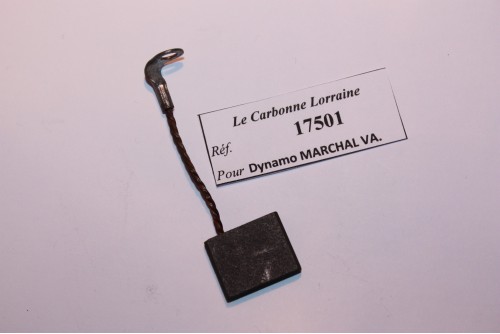 Le Carbonne Lorraine
Réf. 17501
Pour Dynamo MARCHAL VA.